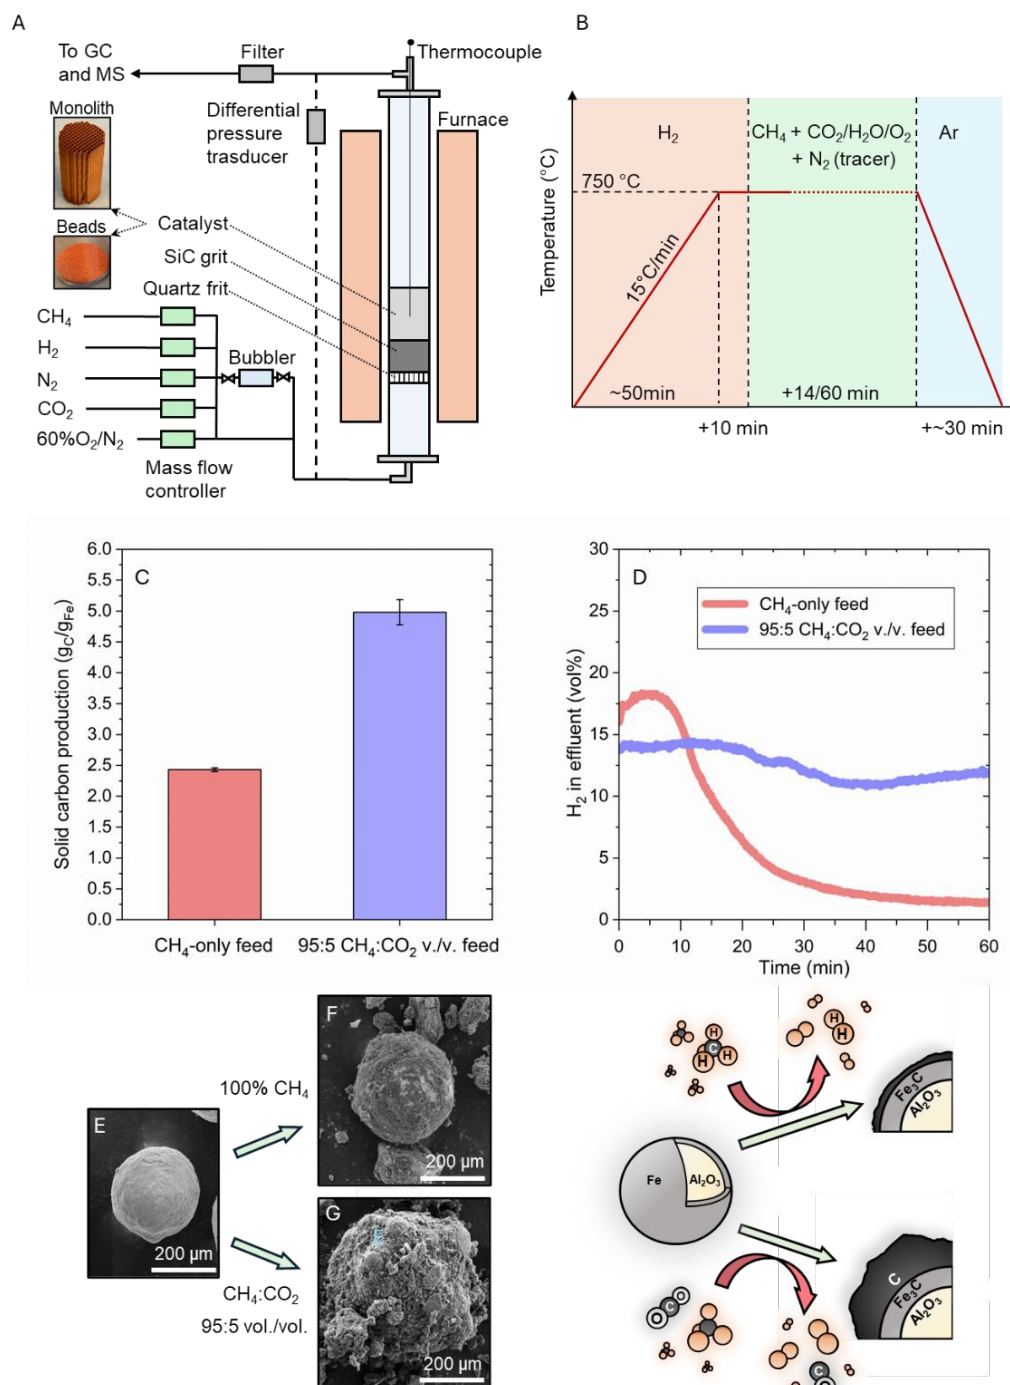 A
To GC
and MS
Filter
Thermocouple
Monolith
Differential
pressure
trasducer
Furnace
Beads
Catalyst
SiC grit
Quartz frit
CH₄
H₂
Bubbler
N₂
CO₂
60%O₂/N₂
Mass flow
controller
B
Temperature (°C)
H₂
CH₄ + CO₂/H₂O/O₂
+ N₂ (tracer)
Ar
750 °C
15°C/min
~50min
+14/60 min
+10 min
+~30 min
C
Solid carbon production (g_C/g_Fe)
6.0
5.5
5.0
4.5
4.0
3.5
3.0
2.5
2.0
1.5
1.0
0.5
0.0
CH₄-only feed
95:5 CH₄:CO₂ v./v. feed
D
H₂ in effluent (vol%)
30
25
20
15
10
5
0
CH₄-only feed
95:5 CH₄:CO₂ v./v. feed
0 10 20 30 40 50 60
Time (min)
E
200 µm
100% CH₄
F
200 µm
CH₄:CO₂
95:5 vol./vol.
G
200 µm
H
C
H
H
H
H
Fe₃C
Al₂O₃
Fe
Al₂O₃
O
C
O
C
Fe₃C
Al₂O₃
C